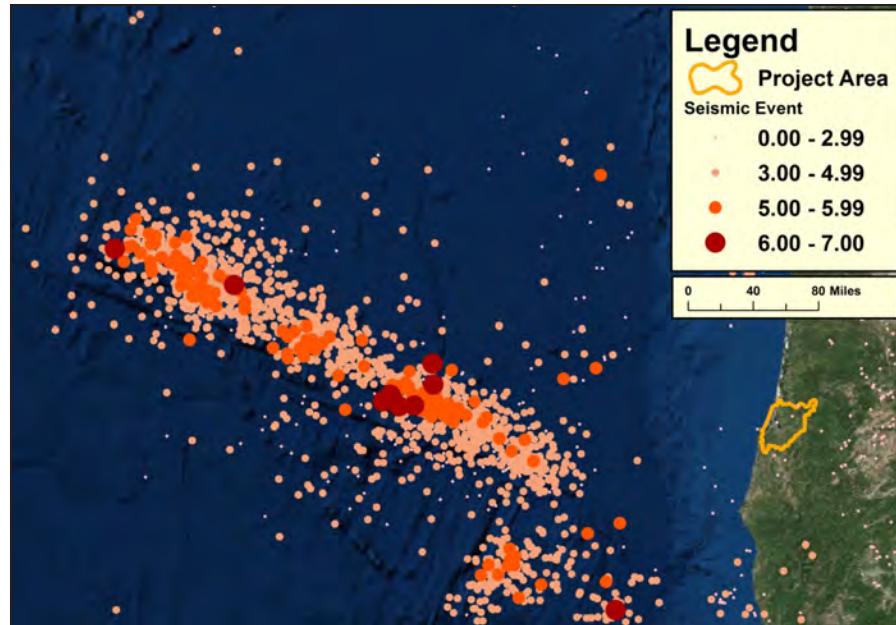 Legend
Project Area
Seismic Event
0.00 - 2.99
3.00 - 4.99
5.00 - 5.99
6.00 - 7.00
0 40 80 Miles